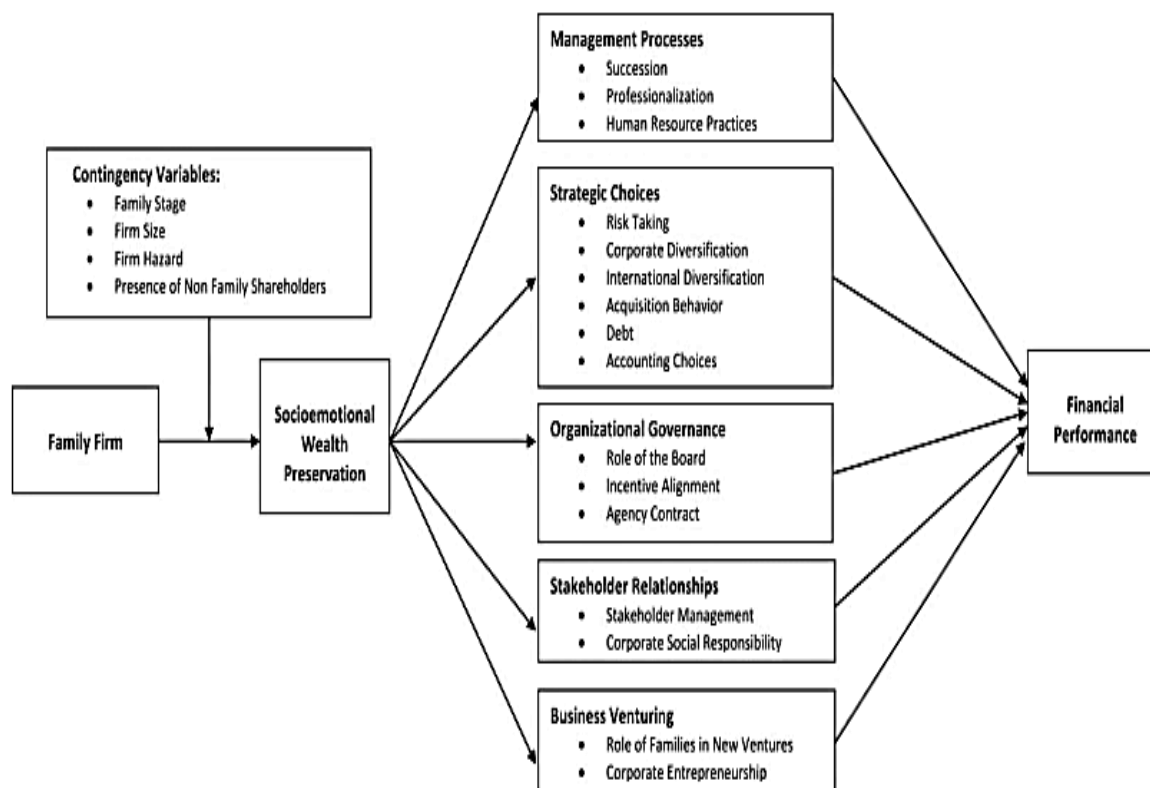 Management Processes
• Succession
• Professionalization
• Human Resource Practices
Contingency Variables:
• Family Stage
• Firm Size
• Firm Hazard
• Presence of Non Family Shareholders
Strategic Choices
• Risk Taking
• Corporate Diversification
• International Diversification
• Acquisition Behavior
• Debt
• Accounting Choices
Family Firm
Socioemotional
Wealth
Preservation
Organizational Governance
• Role of the Board
• Incentive Alignment
• Agency Contract
Stakeholder Relationships
• Stakeholder Management
• Corporate Social Responsibility
Business Venturing
• Role of Families in New Ventures
• Corporate Entrepreneurship
Financial
Performance